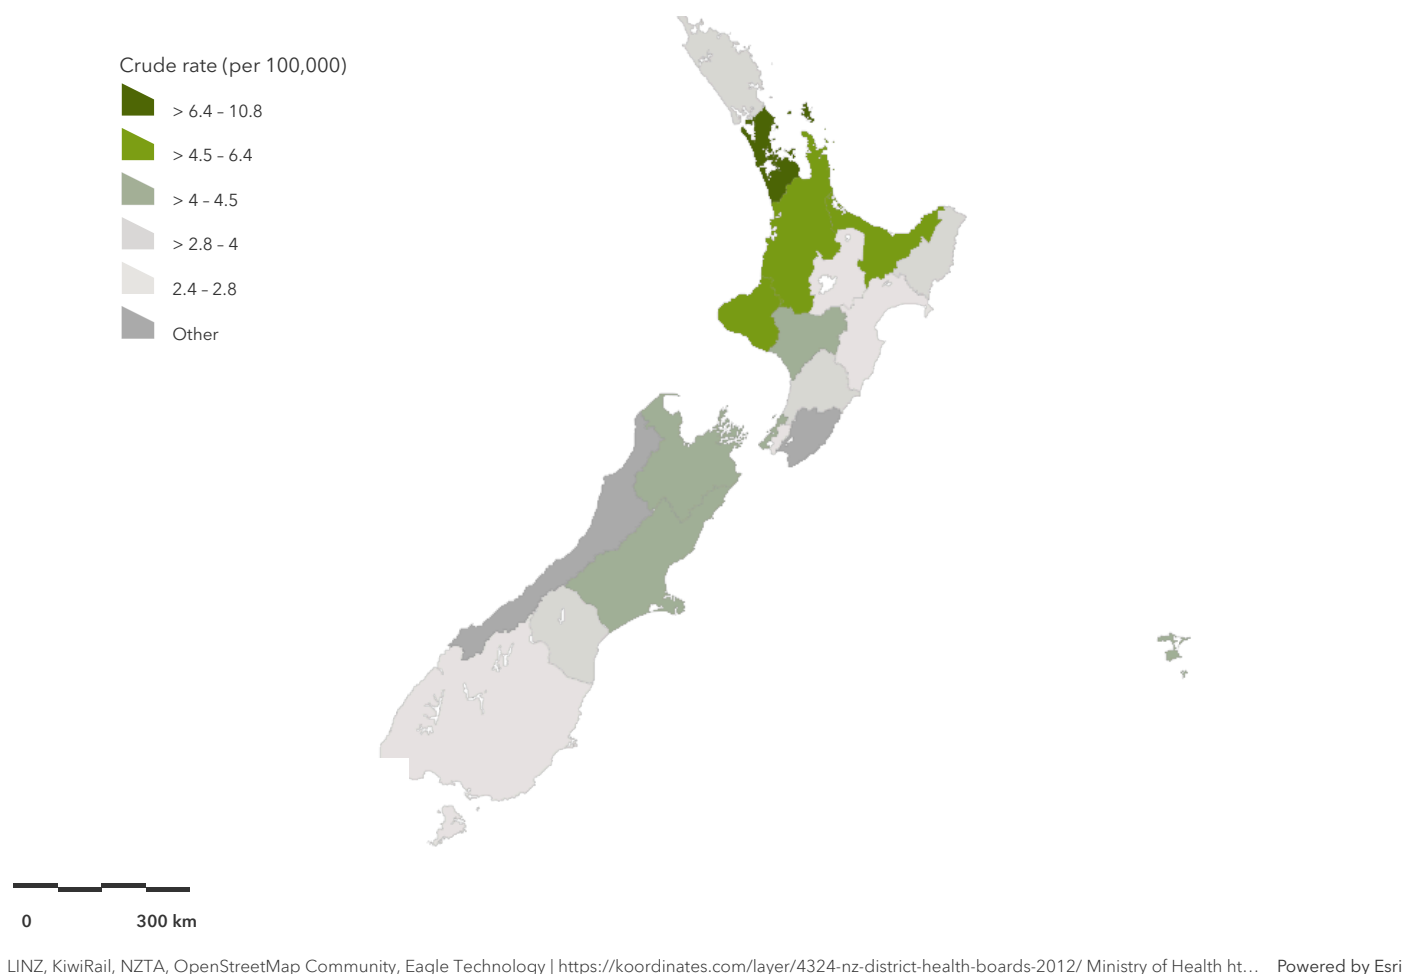 Crude rate (per 100,000)
> 6.4 – 10.8
> 4.5 – 6.4
> 4 – 4.5
> 2.8 – 4
2.4 – 2.8
Other
0 300 km
LINZ, KiwiRail, NZTA, OpenStreetMap Community, Eagle Technology | https://koordinates.com/layer/4324-nz-district-health-boards-2012/ Ministry of Health ht... Powered by Esri